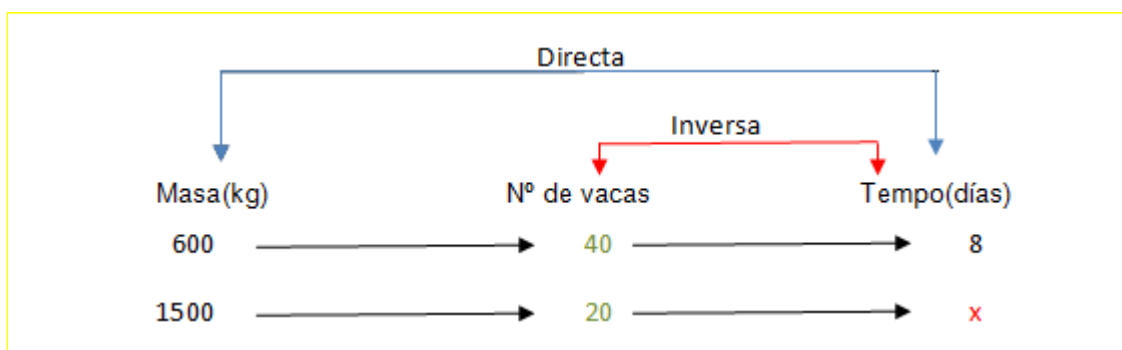 Directa
Inversa
Masa(kg) Nº de vacas Tempo(días)
600 40 8
1500 20 x